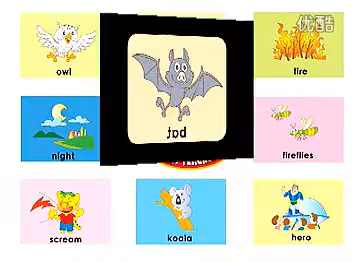 优酷
owl
bat
fire
night
fireflies
scream
koala
hero